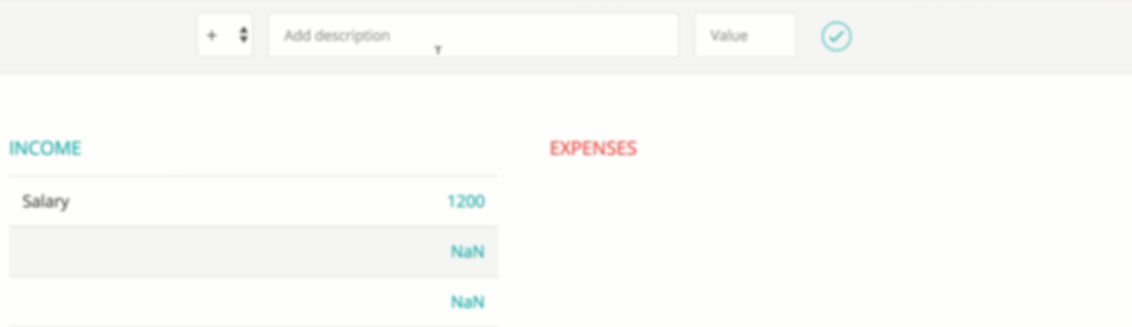 + Add description Value
INCOME EXPENSES
Salary 1200
NaN
NaN